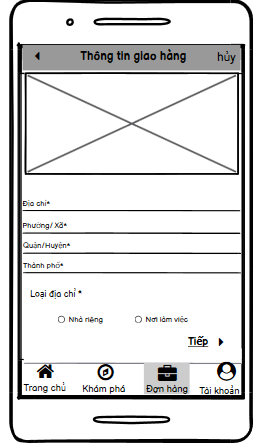 Thông tin giao hàng hủy
Địa chỉ*
Phường/ Xã*
Quận/Huyện*
Thành phố*
Loại địa chỉ *
Nhà riêng Nơi làm việc
Tiếp
Trang chủ Khám phá Đơn hàng Tài khoản